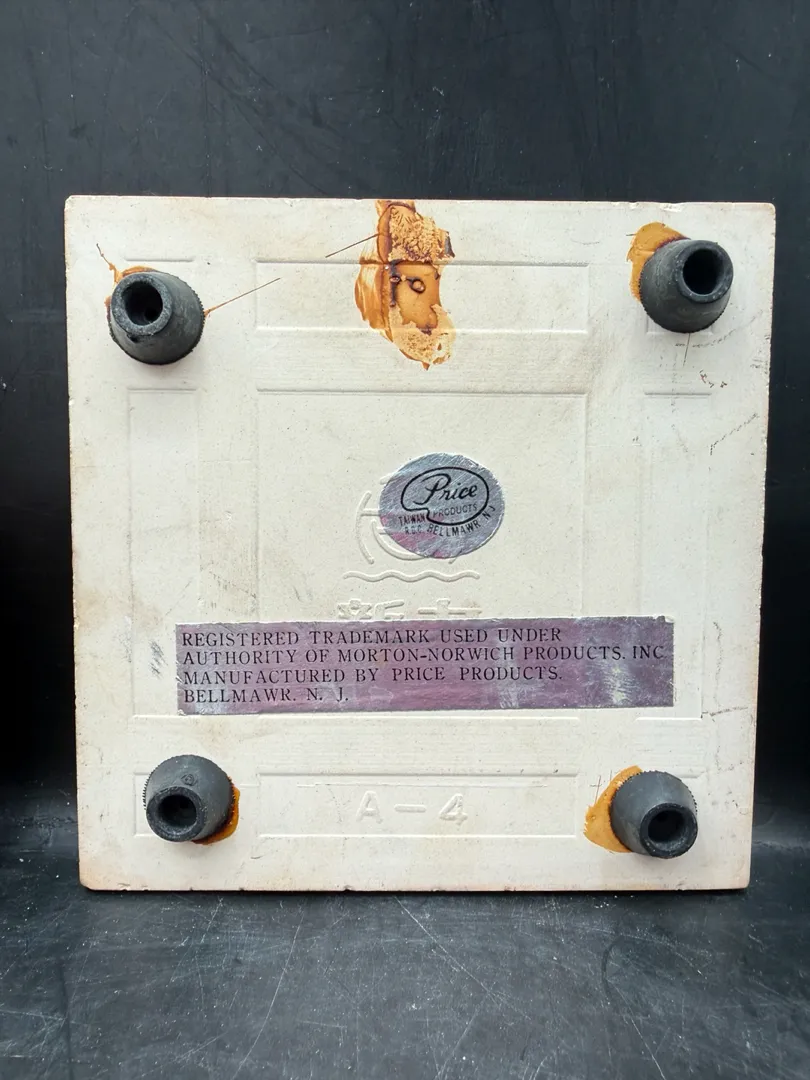 Price
PRODUCTS
TAIWAN
R.O.C. BELLMAWR NJ
REGISTERED TRADEMARK USED UNDER
AUTHORITY OF MORTON-NORWICH PRODUCTS. INC
MANUFACTURED BY PRICE PRODUCTS.
BELLMAWR. N. J.
A-4